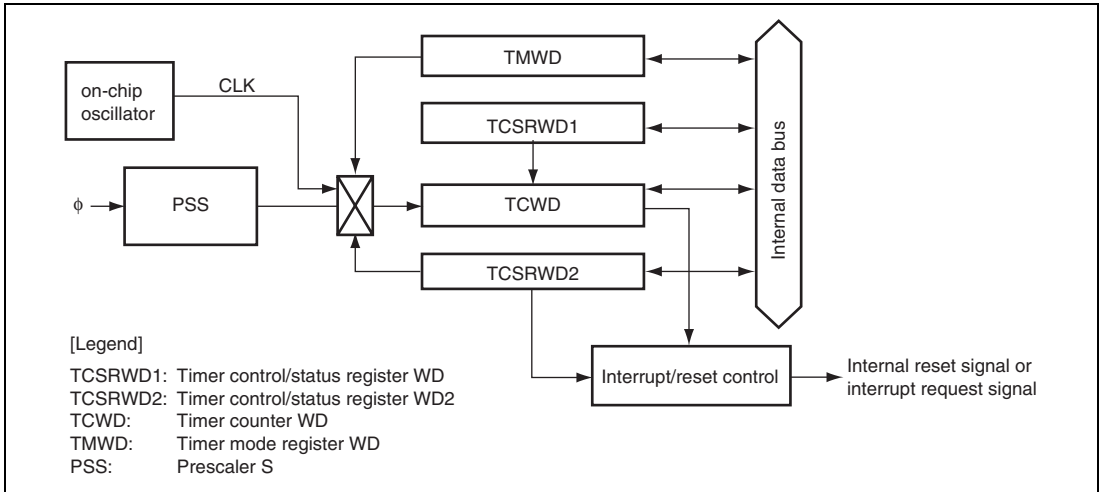 TMWD
on-chip
oscillator
CLK
TCSRWD1
Internal data bus
φ
PSS
TCWD
TCSRWD2
[Legend]
TCSRWD1: Timer control/status register WD
TCSRWD2: Timer control/status register WD2
TCWD: Timer counter WD
TMWD: Timer mode register WD
PSS: Prescaler S
Interrupt/reset control
Internal reset signal or
interrupt request signal